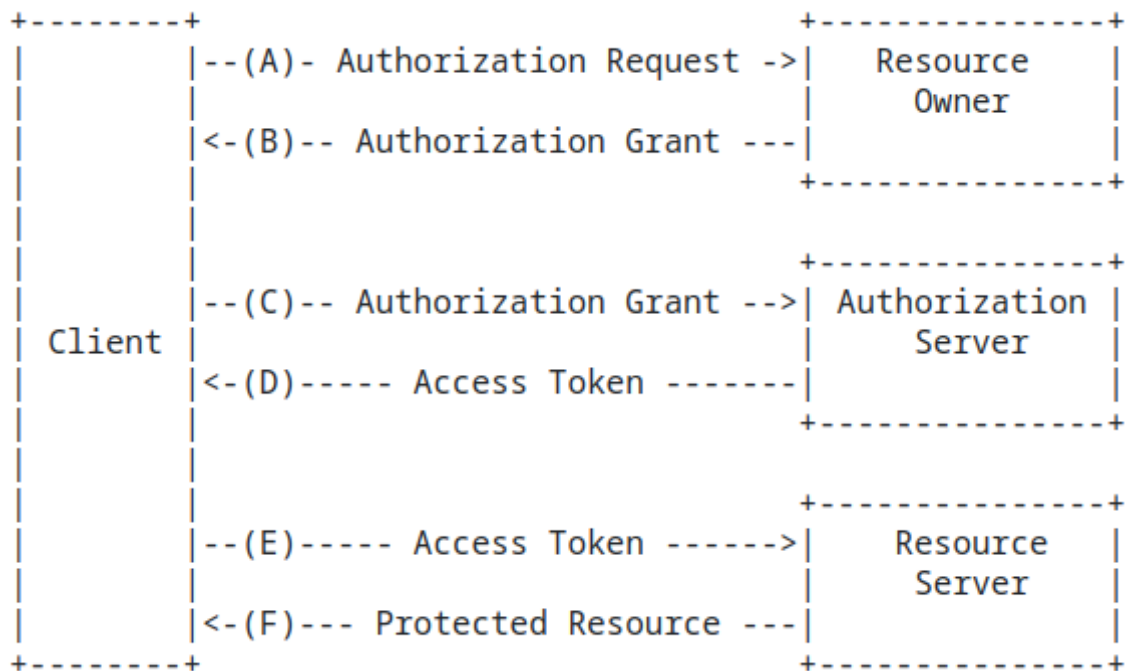 +--------+                               +---------------+
|        |--(A)- Authorization Request ->|   Resource    |
|        |                               |     Owner     |
|        |<-(B)-- Authorization Grant ---|               |
|        |                               +---------------+
|        |
|        |                               +---------------+
|        |--(C)-- Authorization Grant -->| Authorization |
| Client |                               |     Server    |
|        |<-(D)----- Access Token -------|               |
|        |                               +---------------+
|        |
|        |                               +---------------+
|        |--(E)----- Access Token ------>|    Resource   |
|        |                               |     Server    |
|        |<-(F)--- Protected Resource ---|               |
+--------+                               +---------------+